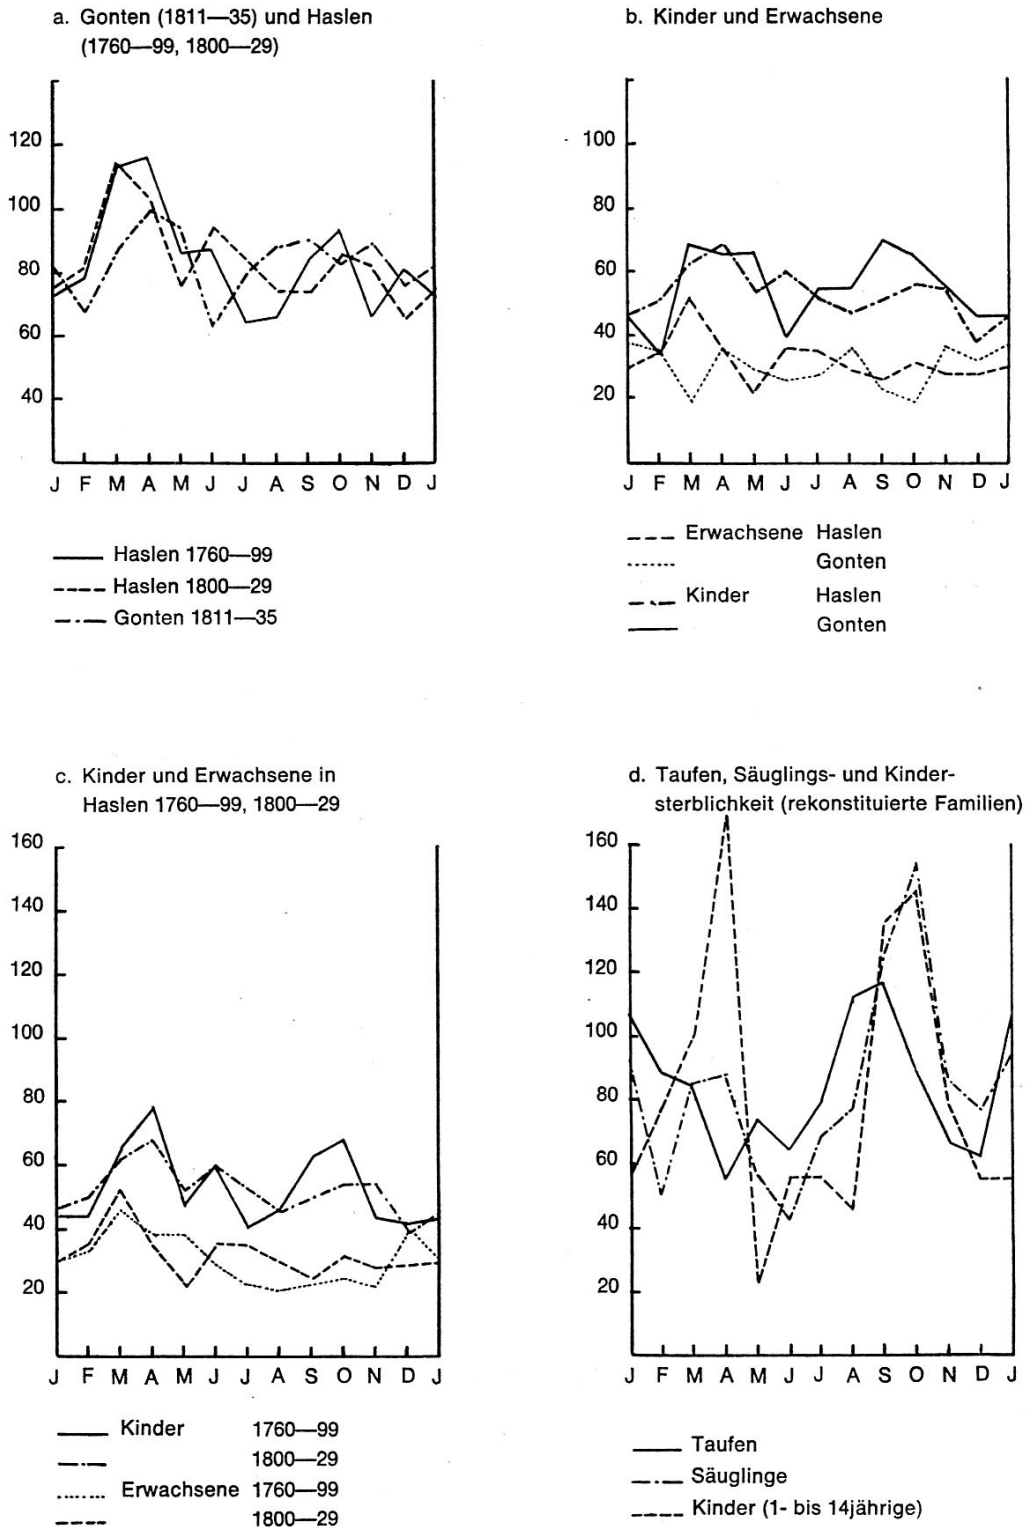 a. Gonten (1811—35) und Haslen
(1760—99, 1800—29)
120
100
80
60
40
J F M A M J J A S O N D J
Haslen 1760—99
Haslen 1800—29
Gonten 1811—35
b. Kinder und Erwachsene
100
80
60
40
20
J F M A M J J A S O N D J
Erwachsene Haslen
Gonten
Kinder Haslen
Gonten
c. Kinder und Erwachsene in
Haslen 1760—99, 1800—29
160
140
120
100
80
60
40
20
J F M A M J J A S O N D J
Kinder 1760—99
1800—29
Erwachsene 1760—99
1800—29
d. Taufen, Säuglings- und Kinder-
sterblichkeit (rekonstituierte Familien)
160
140
120
100
80
60
40
20
J F M A M J J A S O N D J
Taufen
Säuglinge
Kinder (1- bis 14jährige)